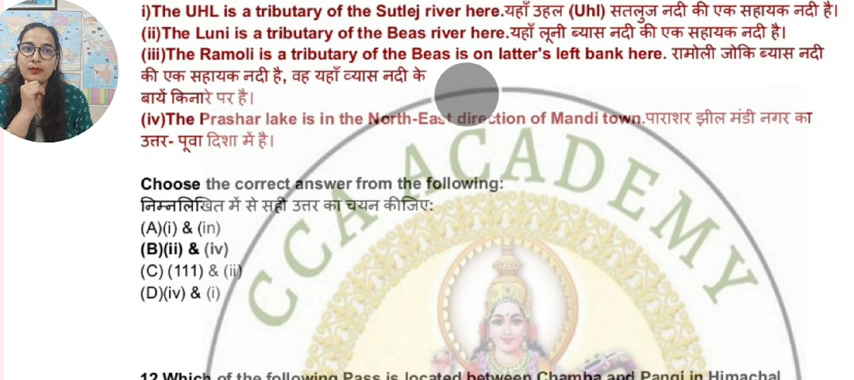 i)The UHL is a tributary of the Sutlej river here.यहाँ उहल (Uhl) सतलुज नदी की एक सहायक नदी है।
(ii)The Luni is a tributary of the Beas river here.यहाँ लूनी ब्यास नदी की एक सहायक नदी है।
(iii)The Ramoli is a tributary of the Beas is on latter's left bank here. रामोली जोकि ब्यास नदी
की एक सहायक नदी है, वह यहाँ व्यास नदी के
बायें किनारे पर है।
(iv)The Prashar lake is in the North-East direction of Mandi town.पाराशर झील मंडी नगर का
उत्तर- पूवा दिशा में है।
Choose the correct answer from the following:
निम्नलिखित में से सही उत्तर का चयन कीजिए:
(A)(i) & (in)
(B)(ii) & (iv)
(C) (111) & (ii)
(D)(iv) & (i)
CCA ACADEMY
12.Which of the following Pass is located between Chamba and Pangi in Himachal